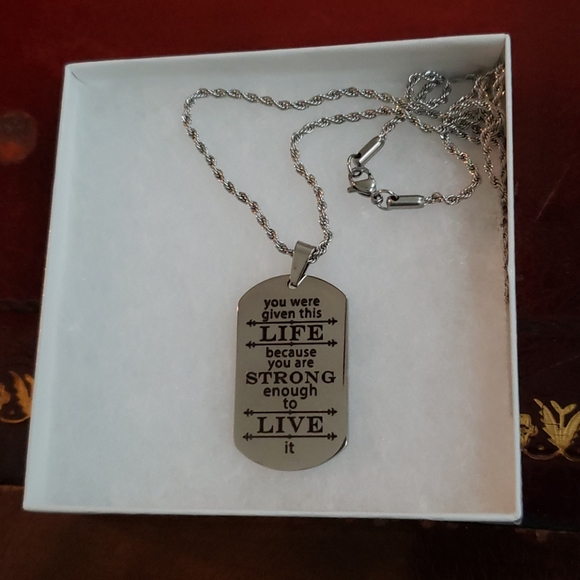 you were
given this
LIFE
because
you are
STRONG
enough
to
LIVE
it